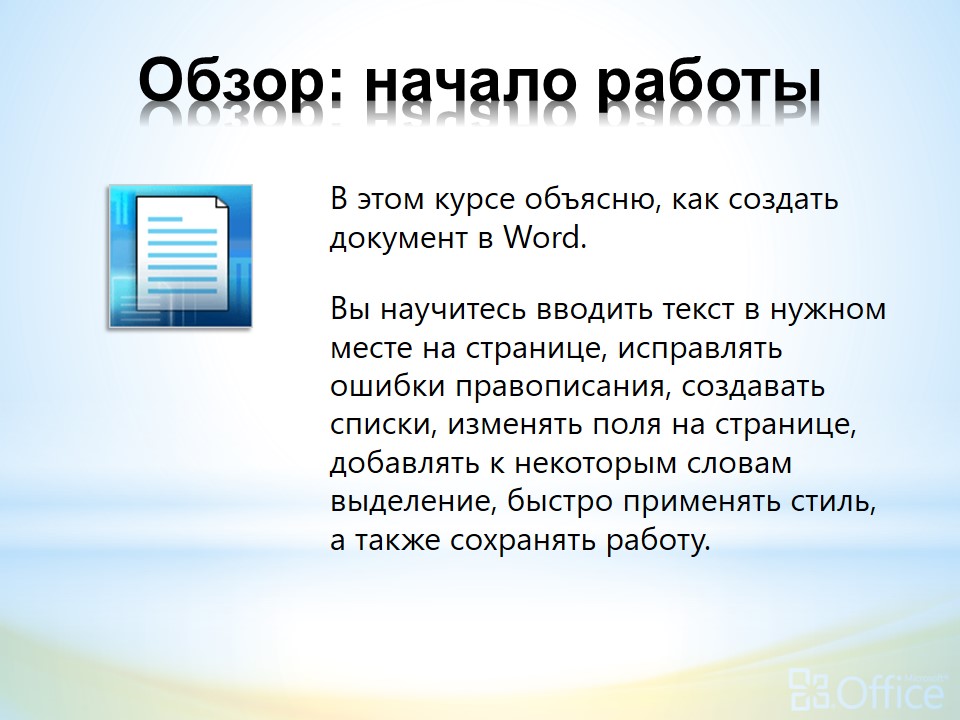 Обзор: начало работы
В этом курсе объясню, как создать
документ в Word.
Вы научитесь вводить текст в нужном
месте на странице, исправлять
ошибки правописания, создавать
списки, изменять поля на странице,
добавлять к некоторым словам
выделение, быстро применять стиль,
а также сохранять работу.
Microsoft
Office